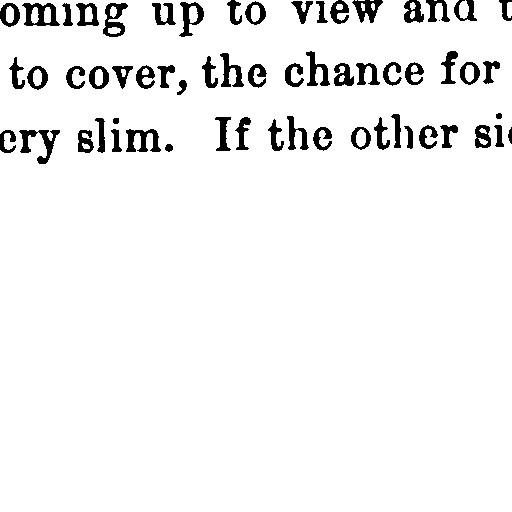 oming up to view and t
to cover, the chance for
ery slim. If the other si